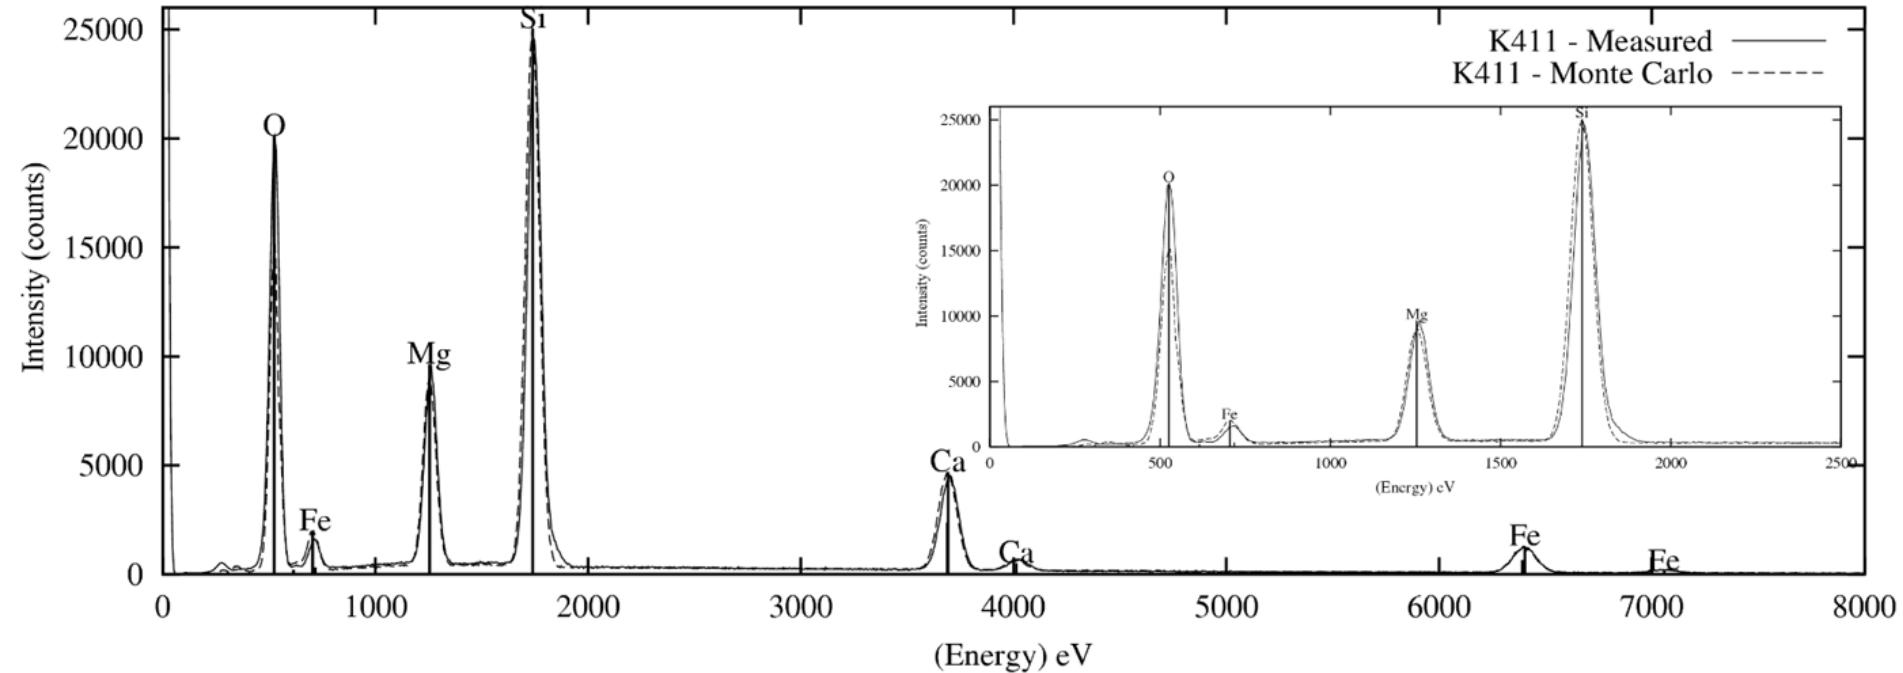 Si
25000
K411 - Measured
K411 - Monte Carlo
O
20000
15000
Mg
10000
Ca
5000
Fe
Ca
Fe
Fe
0
Intensity (counts)
0 1000 2000 3000 4000 5000 6000 7000 8000
(Energy) eV
Si
25000
O
20000
15000
Mg
10000
5000
Fe
0
Intensity (counts)
0 500 1000 1500 2000 2500
(Energy) eV